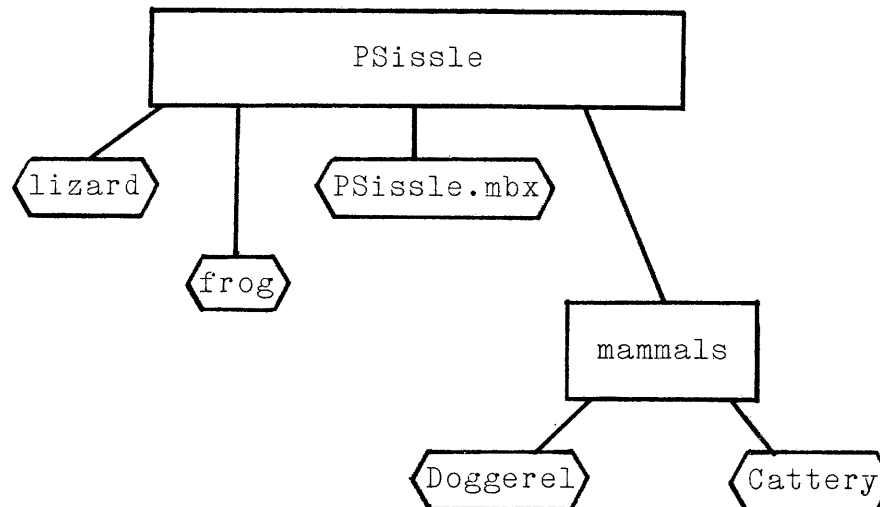 PSissle
lizard
PSissle.mbx
frog
mammals
Doggerel
Cattery